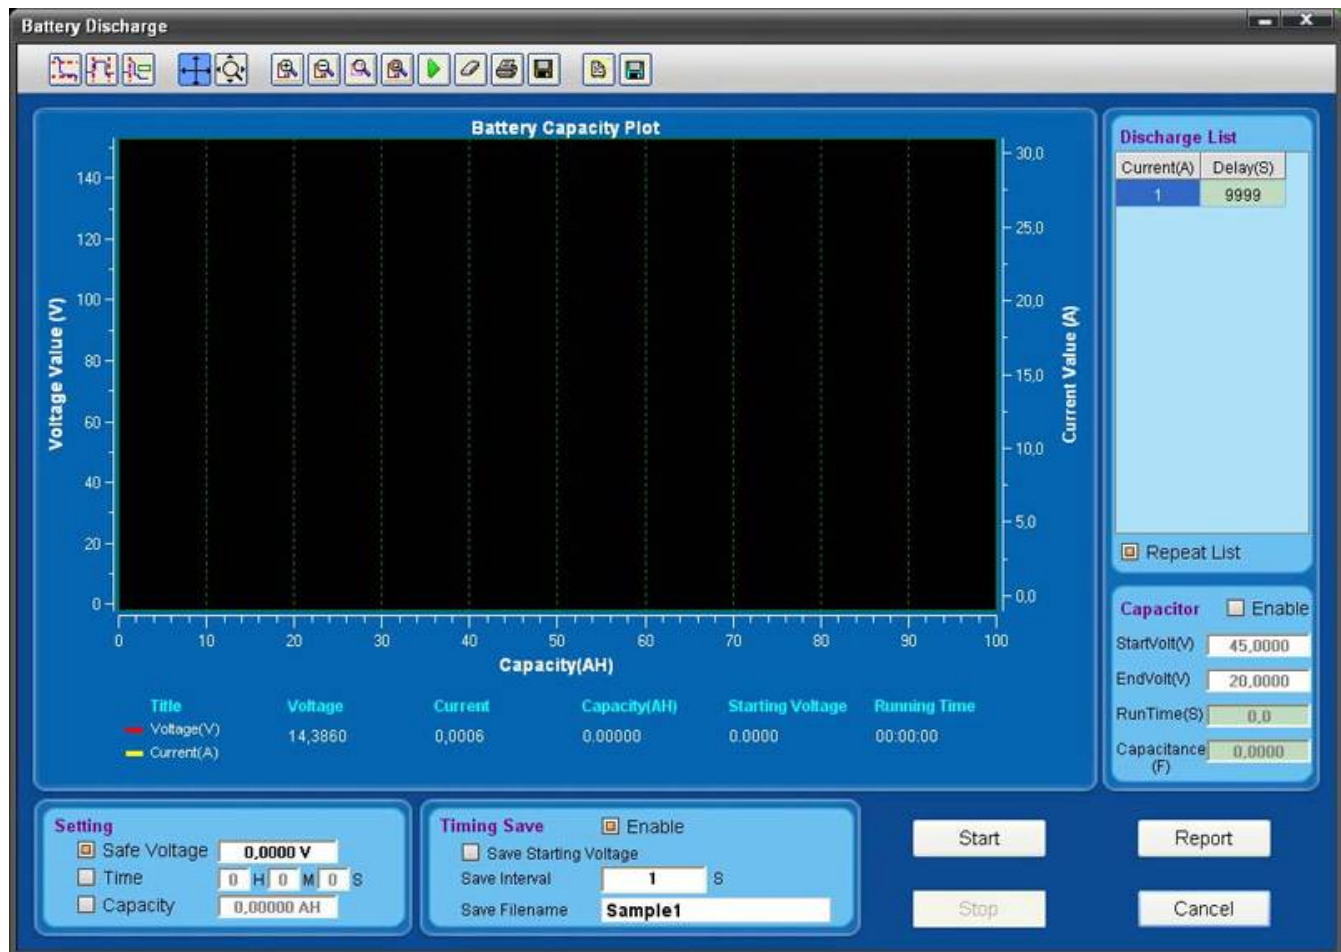 Battery Discharge
Battery Capacity Plot
140
120
100
80
60
40
20
0
Voltage Value (V)
30,0
25,0
20,0
15,0
10,0
5,0
0,0
Current Value (A)
0 10 20 30 40 50 60 70 80 90 100
Capacity(AH)
Title Voltage Current Capacity(AH) Starting Voltage Running Time
Voltage(V) 14,3860 0,0006 0.00000 0.0000 00:00:00
Current(A)
Discharge List
Current(A) Delay(S)
1 9999
Repeat List
Capacitor Enable
StartVolt(V) 45,0000
EndVolt(V) 20,0000
RunTime(S) 0,0
Capacitance 0,0000
(F)
Setting
Safe Voltage 0,0000 V
Time 0 H 0 M 0 S
Capacity 0,00000 AH
Timing Save Enable
Save Starting Voltage
Save Interval 1 S
Save Filename Sample1
Start Report
Stop Cancel